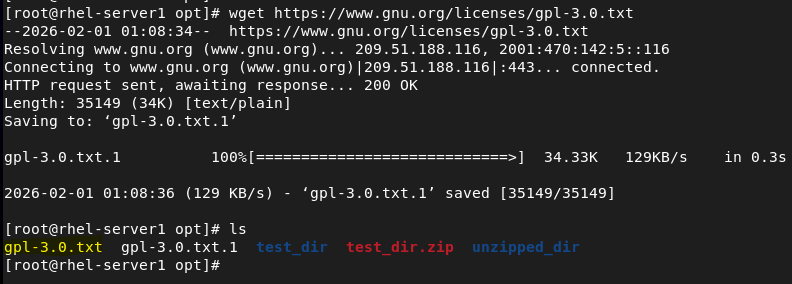 [root@rhel-server1 opt]# wget https://www.gnu.org/licenses/gpl-3.0.txt
--2026-02-01 01:08:34--  https://www.gnu.org/licenses/gpl-3.0.txt
Resolving www.gnu.org (www.gnu.org)... 209.51.188.116, 2001:470:142:5::116
Connecting to www.gnu.org (www.gnu.org)|209.51.188.116|:443... connected.
HTTP request sent, awaiting response... 200 OK
Length: 35149 (34K) [text/plain]
Saving to: ‘gpl-3.0.txt.1’

gpl-3.0.txt.1          100%[============================>]  34.33K   129KB/s    in 0.3s

2026-02-01 01:08:36 (129 KB/s) - ‘gpl-3.0.txt.1’ saved [35149/35149]

[root@rhel-server1 opt]# ls
gpl-3.0.txt  gpl-3.0.txt.1  test_dir  test_dir.zip  unzipped_dir
[root@rhel-server1 opt]#